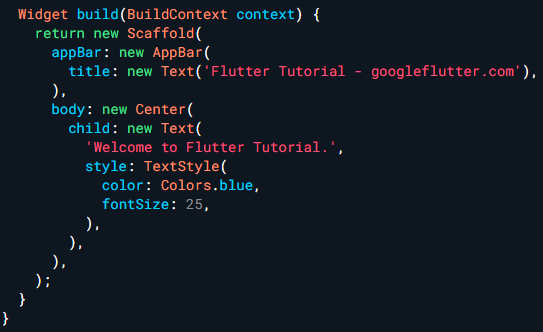 Widget build(BuildContext context) {
    return new Scaffold(
      appBar: new AppBar(
        title: new Text('Flutter Tutorial - googleflutter.com'),
      ),
      body: new Center(
        child: new Text(
          'Welcome to Flutter Tutorial.',
          style: TextStyle(
            color: Colors.blue,
            fontSize: 25,
          ),
        ),
      ),
    );
  }
}